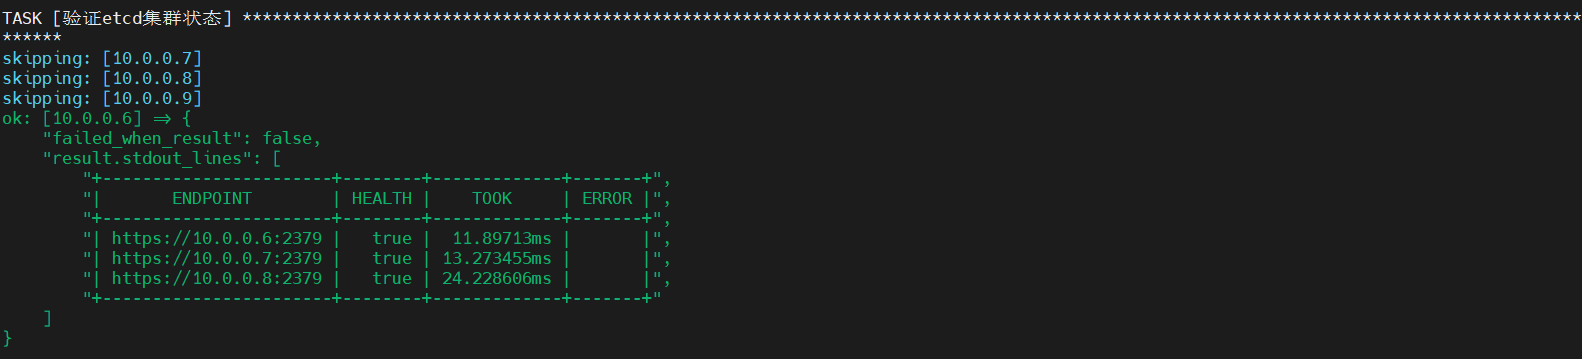 TASK [验证etcd集群状态] **************************************************************************************************************************************
******
skipping: [10.0.0.7]
skipping: [10.0.0.8]
skipping: [10.0.0.9]
ok: [10.0.0.6] => {
    "failed_when_result": false,
    "result.stdout_lines": [
        "+-----------------------+--------+-------------+-------+",
        "|       ENDPOINT        | HEALTH |    TOOK     | ERROR |",
        "+-----------------------+--------+-------------+-------+",
        "| https://10.0.0.6:2379 |   true |  11.89713ms |       |",
        "| https://10.0.0.7:2379 |   true | 13.273455ms |       |",
        "| https://10.0.0.8:2379 |   true | 24.228606ms |       |",
        "+-----------------------+--------+-------------+-------+"
    ]
}